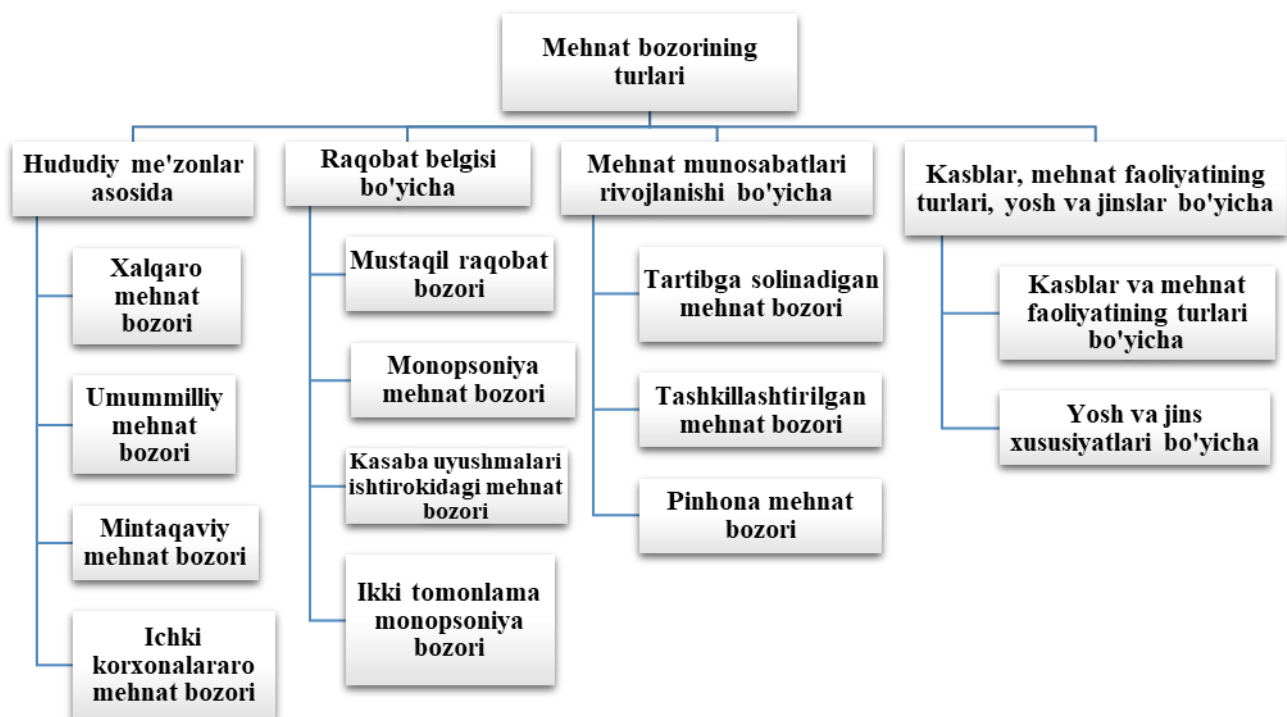 Mehnat bozorining
turlari
Hududiy me'zonlar
asosida
Xalqaro
mehnat
bozori
Umummilliy
mehnat
bozori
Mintaqaviy
mehnat bozori
Ichki
korxonalararo
mehnat bozori
Raqobat belgisi
bo'yicha
Mustaqil raqobat
bozori
Monopsoniya
mehnat bozori
Kasaba uyushmalari
ishtirokidagi mehnat
bozori
Ikki tomonlama
monopsoniya
bozori
Mehnat munosabatlari
rivojlanishi bo'yicha
Tartibga solinadigan
mehnat bozori
Tashkillashtirilgan
mehnat bozori
Pinhona mehnat
bozori
Kasblar, mehnat faoliyatining
turlari, yosh va jinslar bo'yicha
Kasblar va mehnat
faoliyatining turlari
bo'yicha
Yosh va jins
xususiyatlari bo'yicha